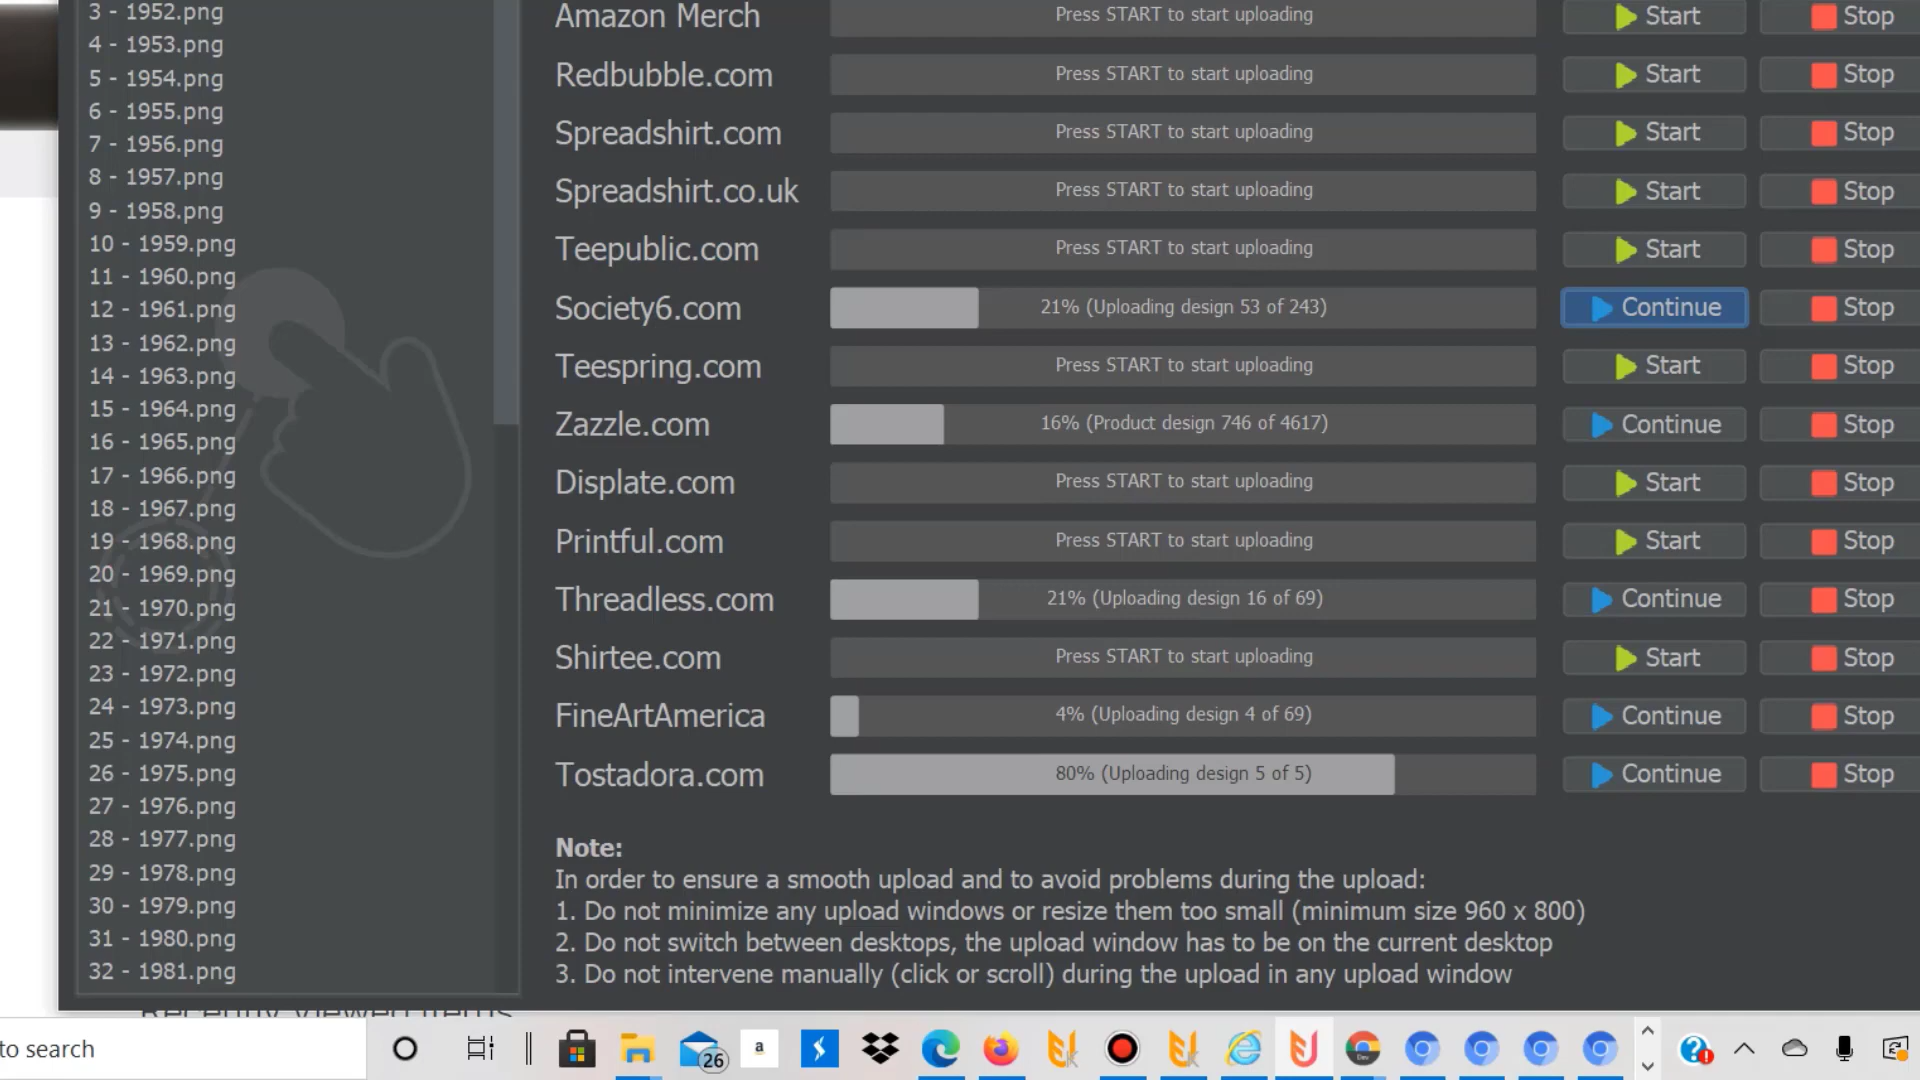 3 - 1952.png
4 - 1953.png
5 - 1954.png
6 - 1955.png
7 - 1956.png
8 - 1957.png
9 - 1958.png
10 - 1959.png
11 - 1960.png
12 - 1961.png
13 - 1962.png
14 - 1963.png
15 - 1964.png
16 - 1965.png
17 - 1966.png
18 - 1967.png
19 - 1968.png
20 - 1969.png
21 - 1970.png
22 - 1971.png
23 - 1972.png
24 - 1973.png
25 - 1974.png
26 - 1975.png
27 - 1976.png
28 - 1977.png
29 - 1978.png
30 - 1979.png
31 - 1980.png
32 - 1981.png
Amazon Merch Press START to start uploading Start Stop
Redbubble.com Press START to start uploading Start Stop
Spreadshirt.com Press START to start uploading Start Stop
Spreadshirt.co.uk Press START to start uploading Start Stop
Teepublic.com Press START to start uploading Start Stop
Society6.com 21% (Uploading design 53 of 243) Continue Stop
Teespring.com Press START to start uploading Start Stop
Zazzle.com 16% (Product design 746 of 4617) Continue Stop
Displate.com Press START to start uploading Start Stop
Printful.com Press START to start uploading Start Stop
Threadless.com 21% (Uploading design 16 of 69) Continue Stop
Shirtee.com Press START to start uploading Start Stop
FineArtAmerica 4% (Uploading design 4 of 69) Continue Stop
Tostadora.com 80% (Uploading design 5 of 5) Continue Stop
Note:
In order to ensure a smooth upload and to avoid problems during the upload:
1. Do not minimize any upload windows or resize them too small (minimum size 960 x 800)
2. Do not switch between desktops, the upload window has to be on the current desktop
3. Do not intervene manually (click or scroll) during the upload in any upload window
Recently viewed items
to search
26
a
Dev